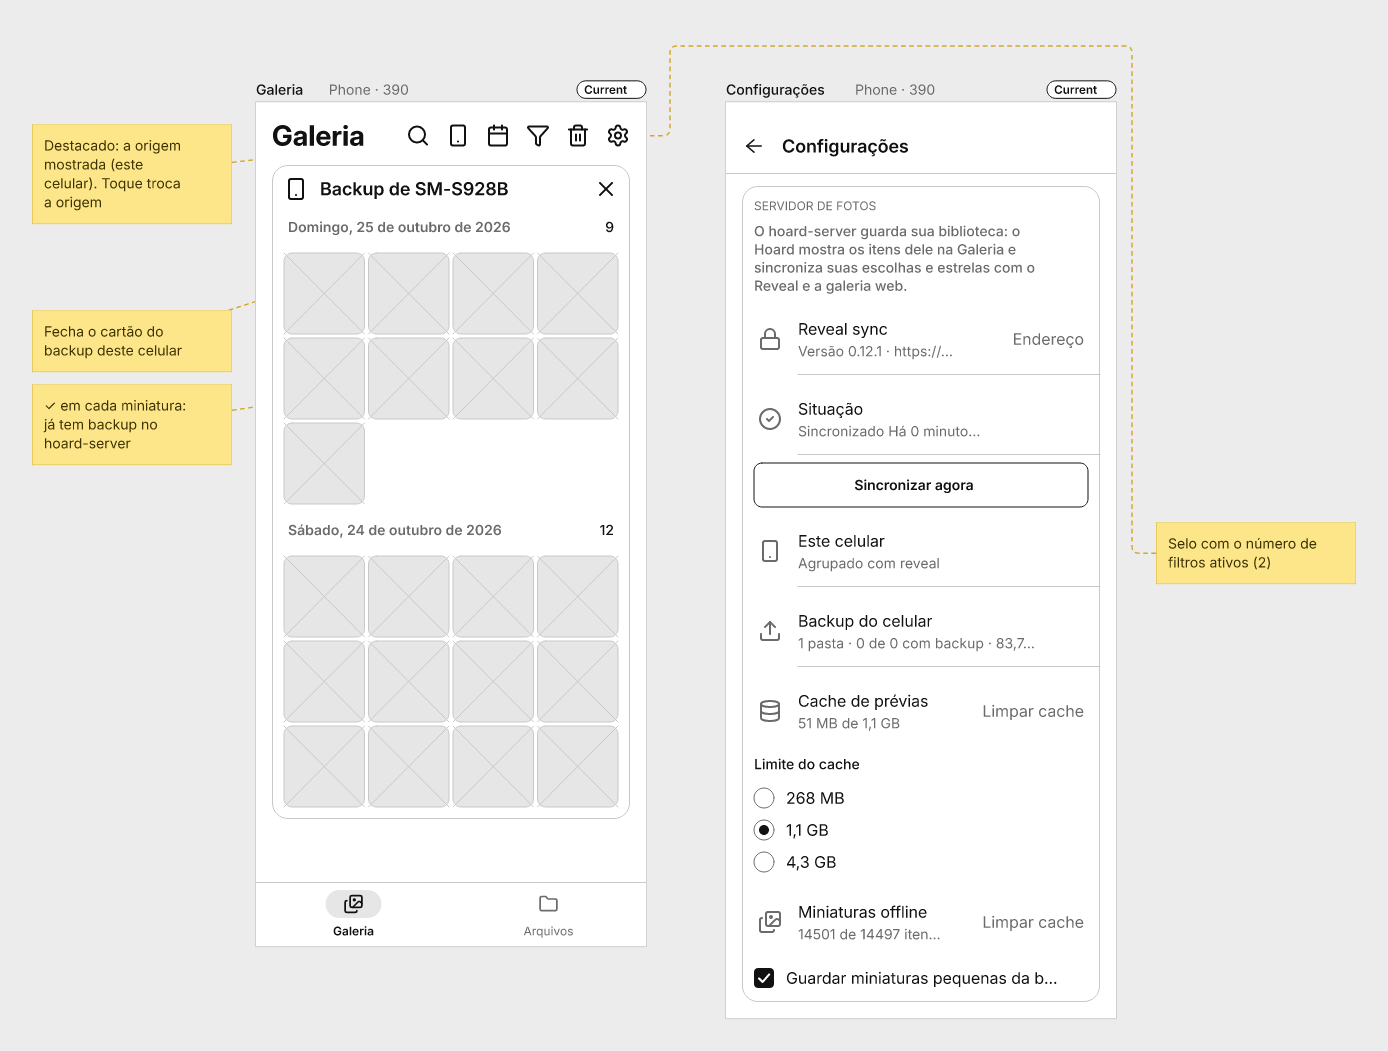 Galeria Phone · 390 Current
Galeria
Backup de SM-S928B
Domingo, 25 de outubro de 2026 9
Sábado, 24 de outubro de 2026 12
Galeria
Arquivos
Destacado: a origem
mostrada (este
celular). Toque troca
a origem
Fecha o cartão do
backup deste celular
✓ em cada miniatura:
já tem backup no
hoard-server
Configurações Phone · 390 Current
Configurações
SERVIDOR DE FOTOS
O hoard-server guarda sua biblioteca: o
Hoard mostra os itens dele na Galeria e
sincroniza suas escolhas e estrelas com o
Reveal e a galeria web.
Reveal sync
Versão 0.12.1 · https://...
Endereço
Situação
Sincronizado Há 0 minuto...
Sincronizar agora
Este celular
Agrupado com reveal
Backup do celular
1 pasta · 0 de 0 com backup · 83,7...
Cache de prévias
51 MB de 1,1 GB
Limpar cache
Limite do cache
268 MB
1,1 GB
4,3 GB
Miniaturas offline
14501 de 14497 iten...
Limpar cache
Guardar miniaturas pequenas da b...
Selo com o número de
filtros ativos (2)